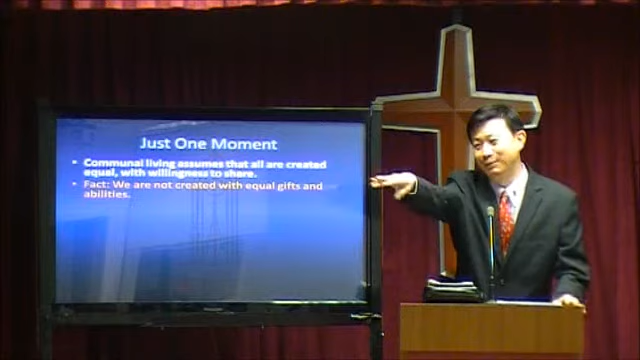 Just One Moment
• Communal living assumes that all are created
equal, with willingness to share.
• Fact: We are not created with equal gifts and
abilities.